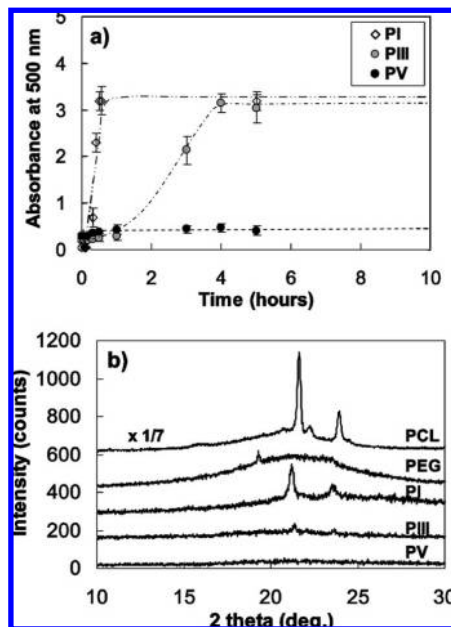 a)
PI
PIII
PV
Absorbance at 500 nm
5
4
3
2
1
0
0 2 4 6 8 10
Time (hours)
b)
Intensity (counts)
1200
1000
800
600
400
200
0
x 1/7
PCL
PEG
PI
PIII
PV
10 15 20 25 30
2 theta (deg.)